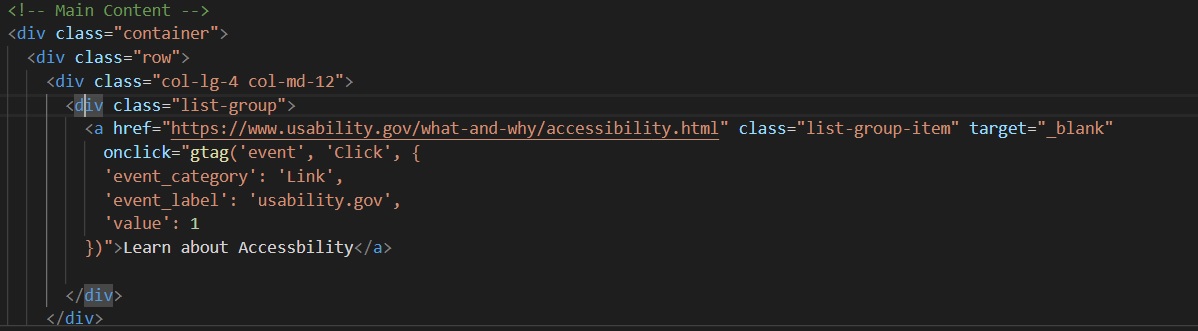 <!-- Main Content -->
<div class="container">
<div class="row">
<div class="col-lg-4 col-md-12">
<div class="list-group">
<a href="https://www.usability.gov/what-and-why/accessibility.html" class="list-group-item" target="_blank"
onclick="gtag('event', 'Click', {
'event_category': 'Link',
'event_label': 'usability.gov',
'value': 1
})">Learn about Accessbility</a>
</div>
</div>